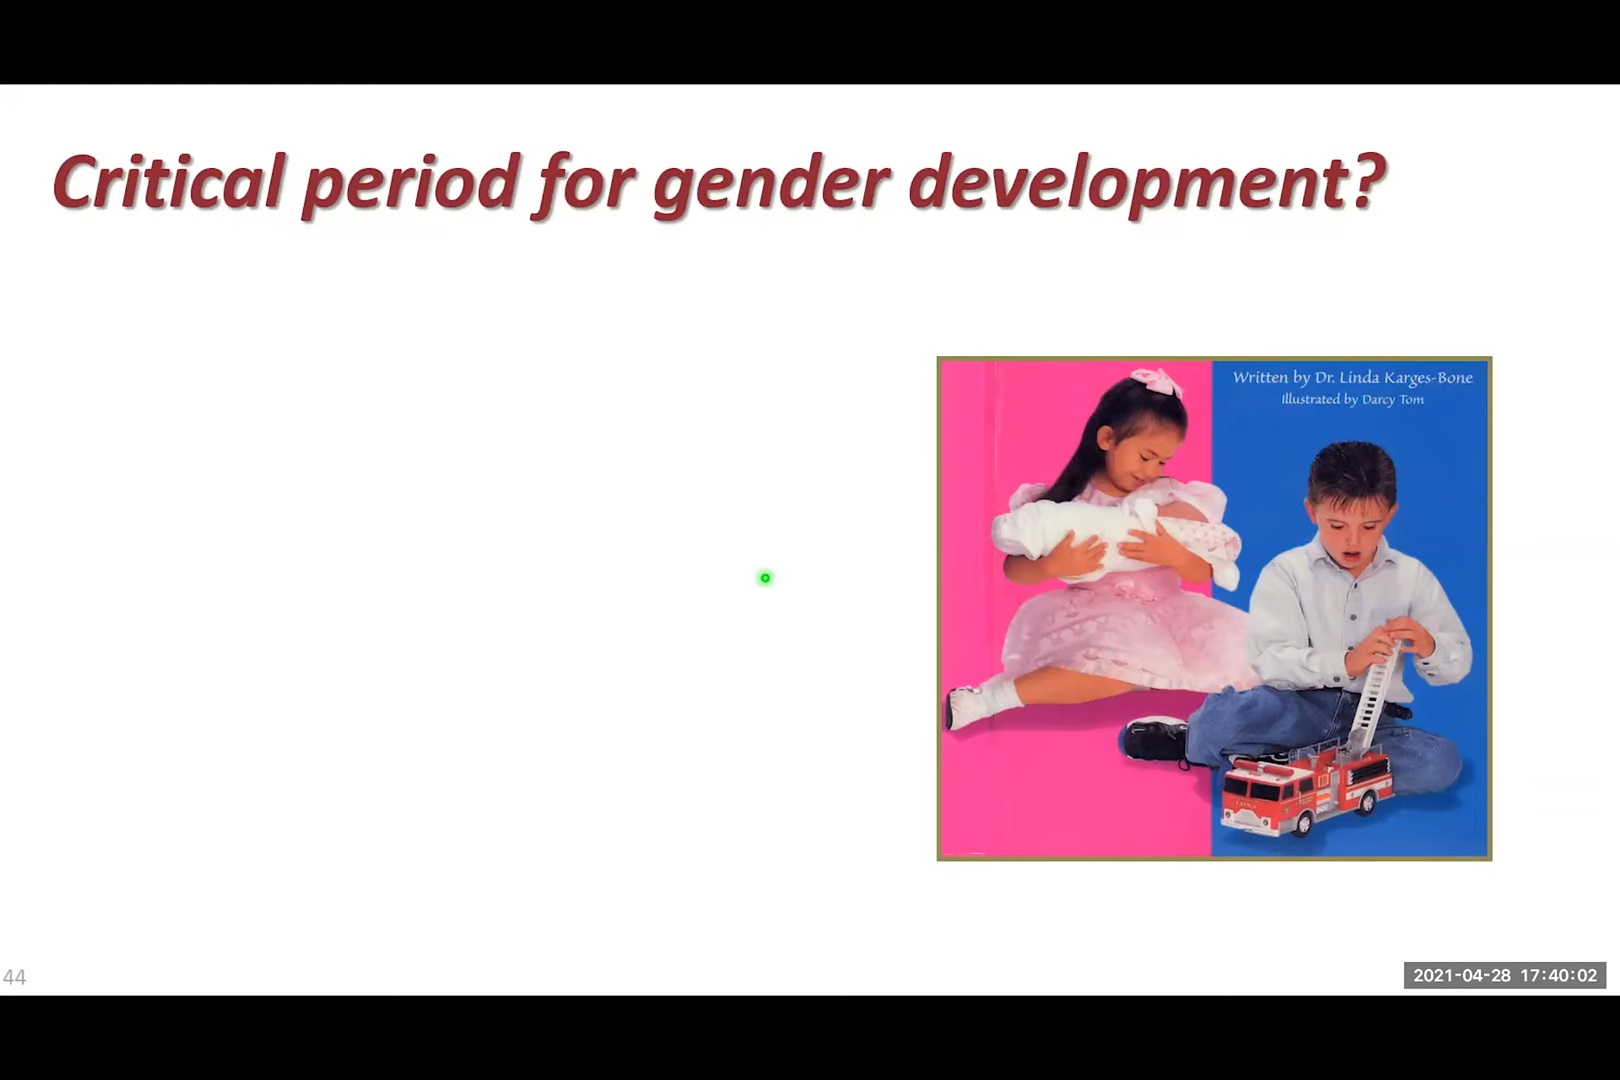 Critical period for gender development?
Written by Dr. Linda Karges-Bone
Illustrated by Darcy Tom
44
2021-04-28 17:40:02